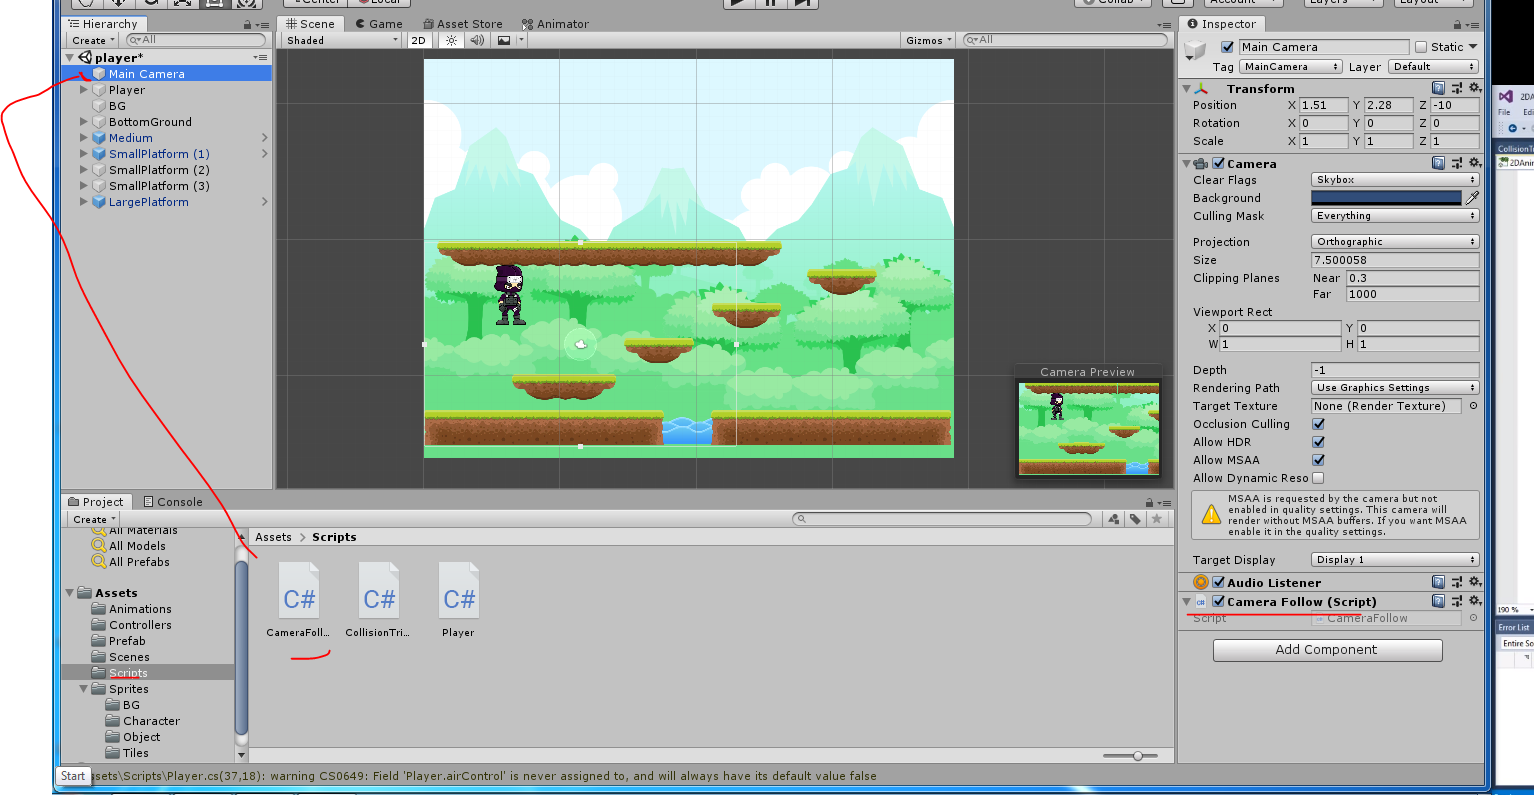 Center
Local
Collab
Account
Layers
Layout
Hierarchy
Create
All
player*
Main Camera
Player
BG
BottomGround
Medium
SmallPlatform (1)
SmallPlatform (2)
SmallPlatform (3)
LargePlatform
Scene
Game
Asset Store
Animator
Shaded
2D
Gizmos
All
Camera Preview
Inspector
Main Camera
Static
Tag
MainCamera
Layer
Default
Transform
Position X 1.51 Y 2.28 Z -10
Rotation X 0 Y 0 Z 0
Scale X 1 Y 1 Z 1
Camera
Clear Flags Skybox
Background
Culling Mask Everything
Projection Orthographic
Size 7.500058
Clipping Planes Near 0.3
Far 1000
Viewport Rect
X 0 Y 0
W 1 H 1
Depth -1
Rendering Path Use Graphics Settings
Target Texture None (Render Texture)
Occlusion Culling
Allow HDR
Allow MSAA
Allow Dynamic Reso
MSAA is requested by the camera but not
enabled in quality settings. This camera will
render without MSAA buffers. If you want MSAA
enable it in the quality settings.
Target Display Display 1
Audio Listener
Camera Follow (Script)
Script CameraFollow
Add Component
Project
Console
Create
All Materials
All Models
All Prefabs
Assets
Animations
Controllers
Prefab
Scenes
Scripts
Sprites
BG
Character
Object
Tiles
Assets > Scripts
C# C# C#
CameraFoll... CollisionTri... Player
Start
ssets\Scripts\Player.cs(37,18): warning CS0649: Field 'Player.airControl' is never assigned to, and will always have its default value false
2DA
File Edi
CollisionTr
2DAnir
190 %
Error List
Entire So